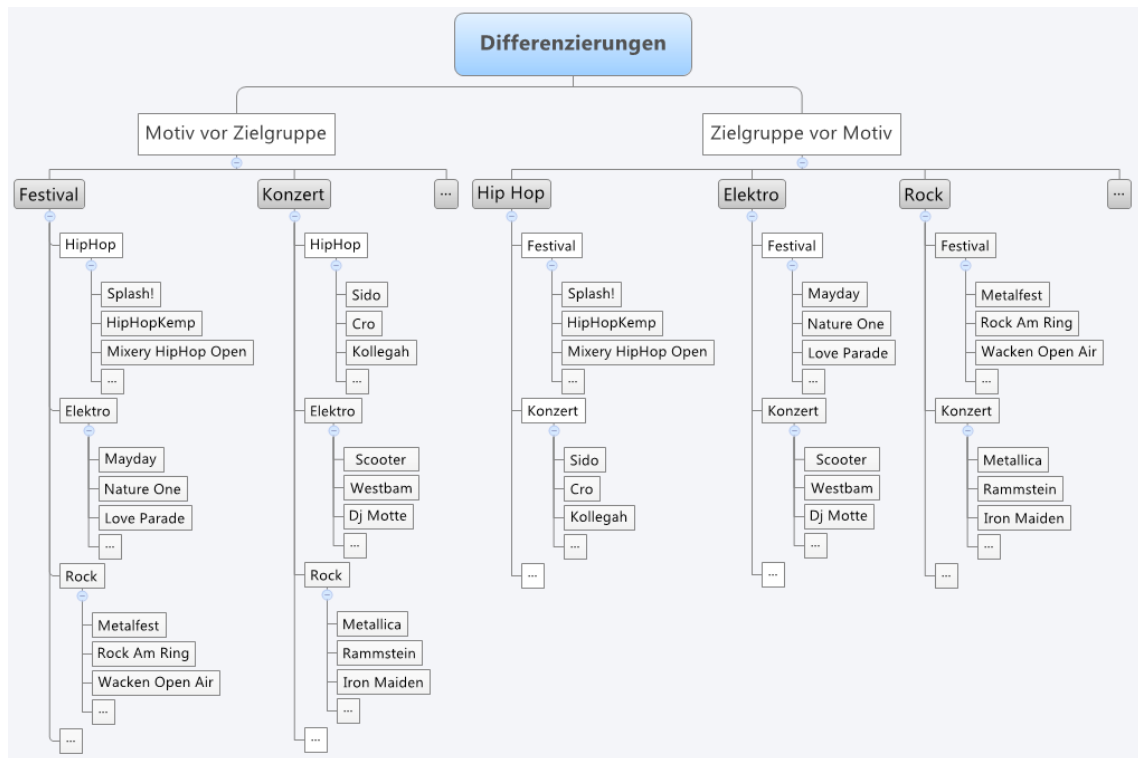 Differenzierungen
Motiv vor Zielgruppe
Festival
HipHop
Splash!
HipHopKemp
Mixery HipHop Open
...
Elektro
Mayday
Nature One
Love Parade
...
Rock
Metalfest
Rock Am Ring
Wacken Open Air
...
...
Konzert
HipHop
Sido
Cro
Kollegah
...
Elektro
Scooter
Westbam
Dj Motte
...
Rock
Metallica
Rammstein
Iron Maiden
...
...
...
Zielgruppe vor Motiv
Hip Hop
Festival
Splash!
HipHopKemp
Mixery HipHop Open
...
Konzert
Sido
Cro
Kollegah
...
...
Elektro
Festival
Mayday
Nature One
Love Parade
...
Konzert
Scooter
Westbam
Dj Motte
...
...
Rock
Festival
Metalfest
Rock Am Ring
Wacken Open Air
...
Konzert
Metallica
Rammstein
Iron Maiden
...
...
...